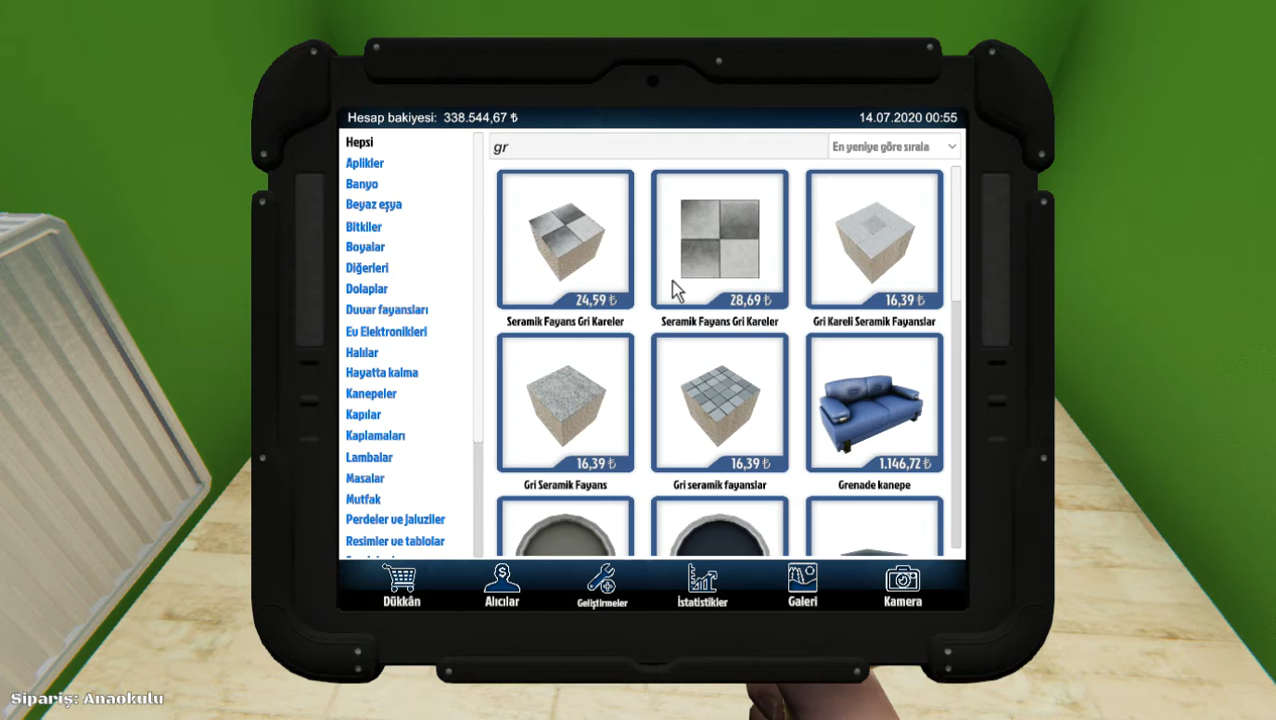 Hesap bakiyesi: 338.544,67 ₺
14.07.2020 00:55
Hepsi
Aplikler
Banyo
Beyaz eşya
Bitkiler
Boyalar
Diğerleri
Dolaplar
Duvar fayansları
Ev Elektronikleri
Halılar
Hayatta kalma
Kanepeler
Kapılar
Kaplamaları
Lambalar
Masalar
Mutfak
Perdeler ve jaluziler
Resimler ve tablolar
gr
En yeniye göre sırala
24,59 ₺
28,69 ₺
16,39 ₺
Seramik Fayans Gri Kareler
Seramik Fayans Gri Kareler
Gri Kareli Seramik Fayanslar
16,39 ₺
16,39 ₺
1.146,72 ₺
Gri Seramik Fayans
Gri seramik fayanslar
Grenade kanepe
Dükkân
Alıcılar
Geliştirmeler
İstatistikler
Galeri
Kamera
Sipariş: Anaokulu